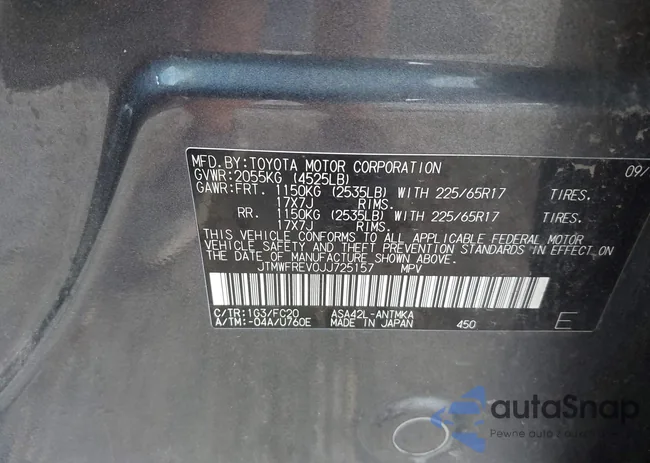 MFD.BY:TOYOTA MOTOR CORPORATION 09/
GVWR:2055KG (4525LB)
GAWR:FRT. 1150KG (2535LB) WITH 225/65R17 TIRES.
17X7J RIMS.
RR. 1150KG (2535LB) WITH 225/65R17 TIRES.
17X7J RIMS.
THIS VEHICLE CONFORMS TO ALL APPLICABLE FEDERAL MOTOR
VEHICLE SAFETY AND THEFT PREVENTION STANDARDS IN EFFECT ON
THE DATE OF MANUFACTURE SHOWN ABOVE.
JTMWFREV0JJ725157 MPV
C/TR:1G3/FC20 ASA42L-ANTMKA
A/TM:-04A/U760E MADE IN JAPAN 450 E
autaSnap
Pewne auto z